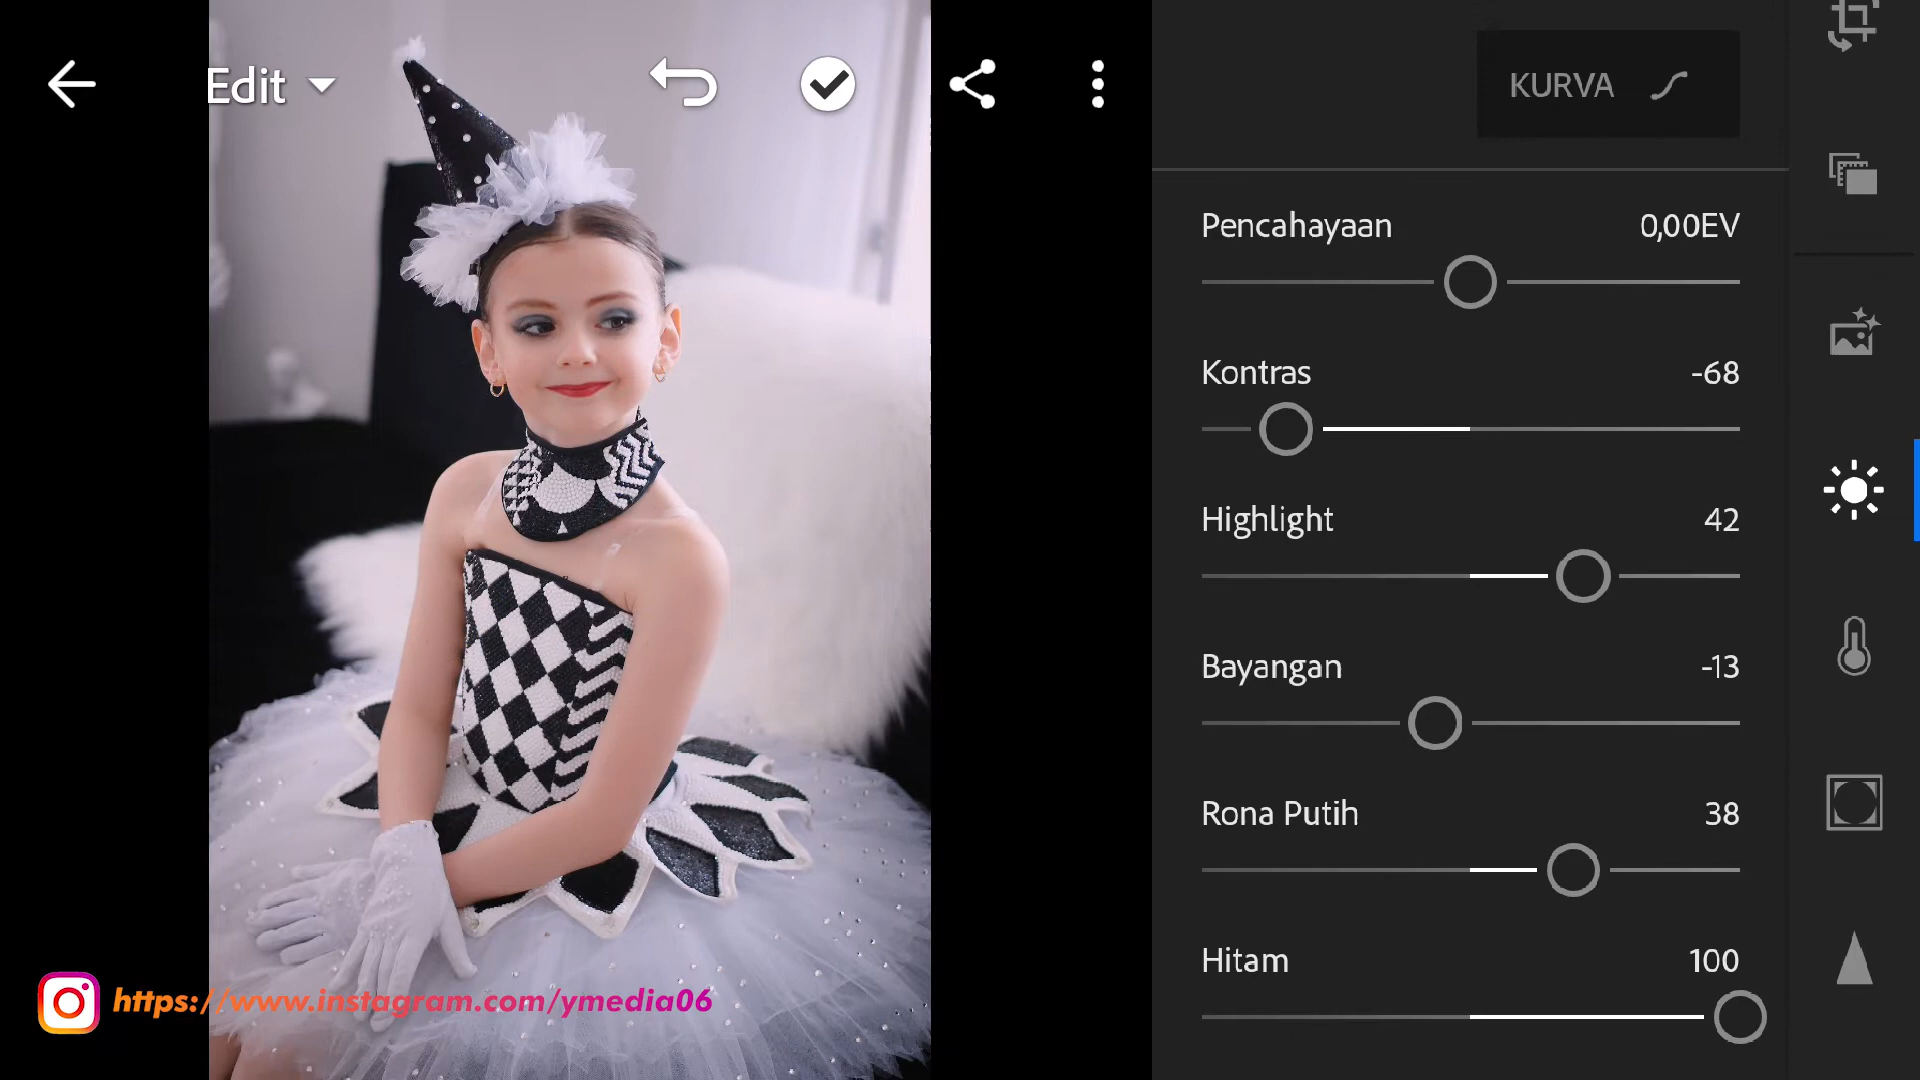 Edit
KURVA
Pencahayaan 0,00EV
Kontras -68
Highlight 42
Bayangan -13
Rona Putih 38
Hitam 100
https://www.instagram.com/ymedia06